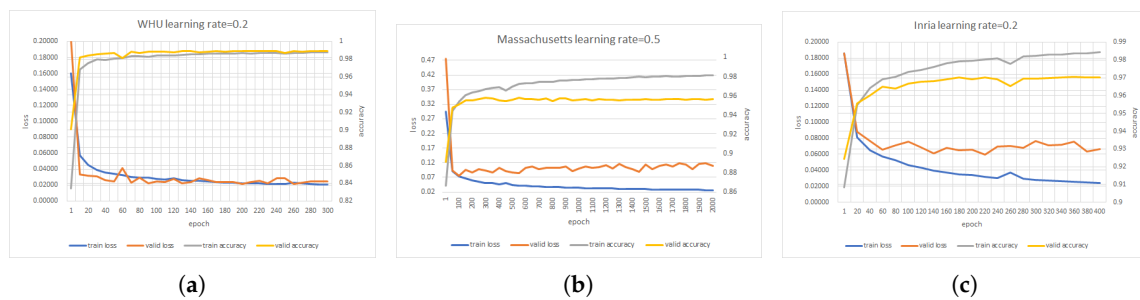 WHU learning rate=0.2
0.20000 0.18000 0.16000 0.14000 0.12000 0.10000 0.08000 0.06000 0.04000 0.02000 0.00000
loss
1 0.98 0.96 0.94 0.92 0.9 0.88 0.86 0.84 0.82
accuracy
1 20 40 60 80 100 120 140 160 180 200 220 240 260 280 300
epoch
train loss valid loss train accuracy valid accuracy
(a)
Massachusetts learning rate=0.5
0.47 0.42 0.37 0.32 0.27 0.22 0.17 0.12 0.07 0.02
loss
1 0.98 0.96 0.94 0.92 0.9 0.88 0.86
accuracy
1 100 200 300 400 500 600 700 800 900 1000 1100 1200 1300 1400 1500 1600 1700 1800 1900 2000
epoch
train loss valid loss train accuracy valid accuracy
(b)
Inria learning rate=0.2
0.20000 0.18000 0.16000 0.14000 0.12000 0.10000 0.08000 0.06000 0.04000 0.02000 0.00000
loss
0.99 0.98 0.97 0.96 0.95 0.94 0.93 0.92 0.91 0.9
accuracy
1 20 40 60 80 100 120 140 160 180 200 220 240 260 280 300 320 340 360 380 400
epoch
train loss valid loss train accuracy valid accuracy
(c)